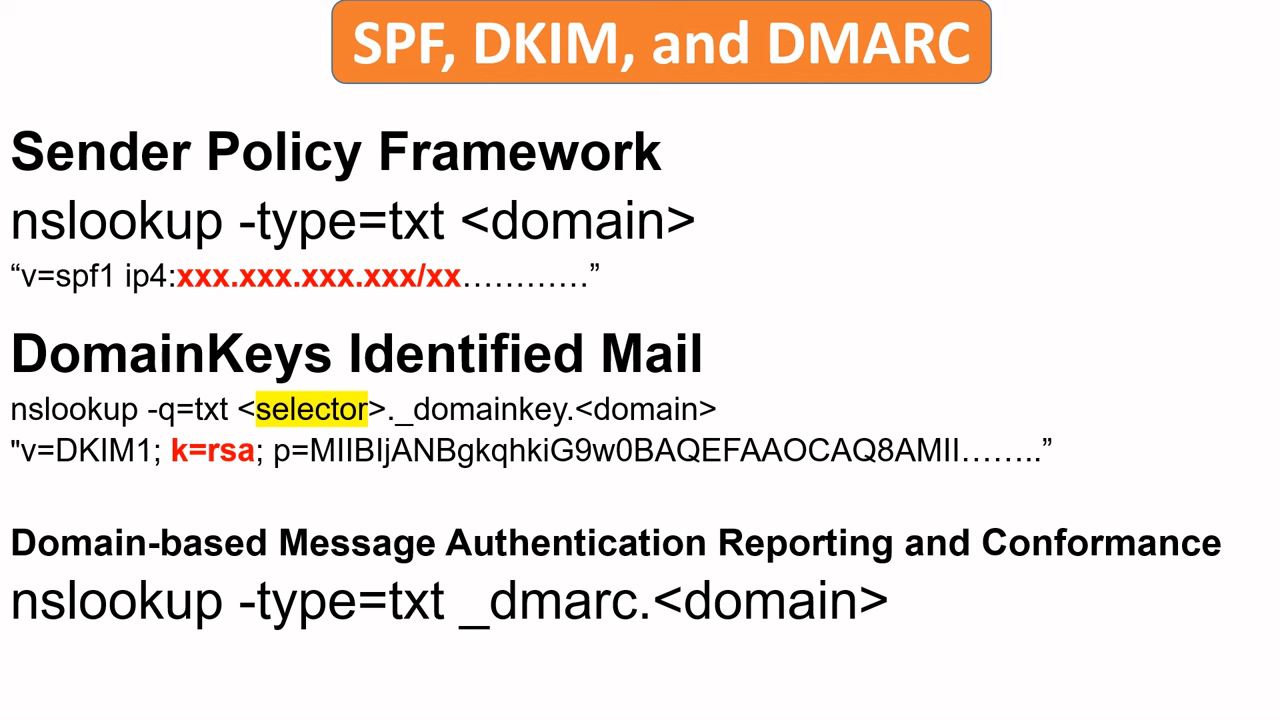 SPF, DKIM, and DMARC
Sender Policy Framework
nslookup -type=txt <domain>
“v=spf1 ip4:xxx.xxx.xxx.xxx/xx…………”
DomainKeys Identified Mail
nslookup -q=txt <selector>._domainkey.<domain>
"v=DKIM1; k=rsa; p=MIIBIjANBgkqhkiG9w0BAQEFAAOCAQ8AMII……..”
Domain-based Message Authentication Reporting and Conformance
nslookup -type=txt _dmarc.<domain>